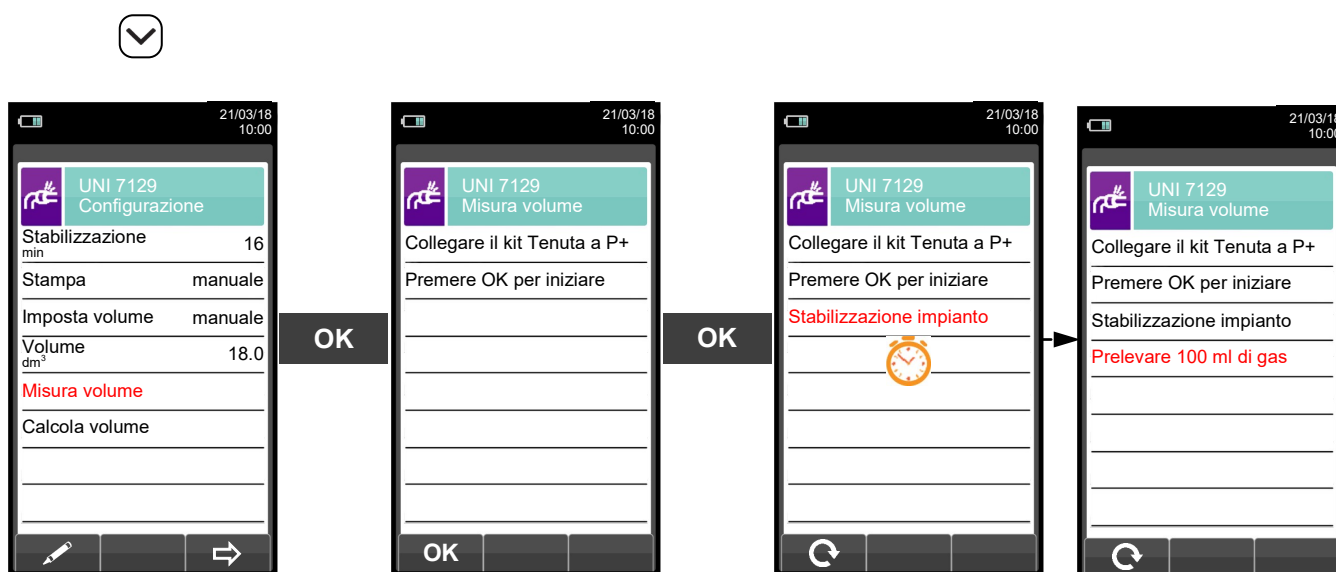 21/03/18
10:00
UNI 7129
Configurazione
Stabilizzazione 16
min
Stampa manuale
Imposta volume manuale
Volume 18.0
dm³
Misura volume
Calcola volume
OK
21/03/18
10:00
UNI 7129
Misura volume
Collegare il kit Tenuta a P+
Premere OK per iniziare
OK
OK
21/03/18
10:00
UNI 7129
Misura volume
Collegare il kit Tenuta a P+
Premere OK per iniziare
Stabilizzazione impianto
21/03/18
10:00
UNI 7129
Misura volume
Collegare il kit Tenuta a P+
Premere OK per iniziare
Stabilizzazione impianto
Prelevare 100 ml di gas